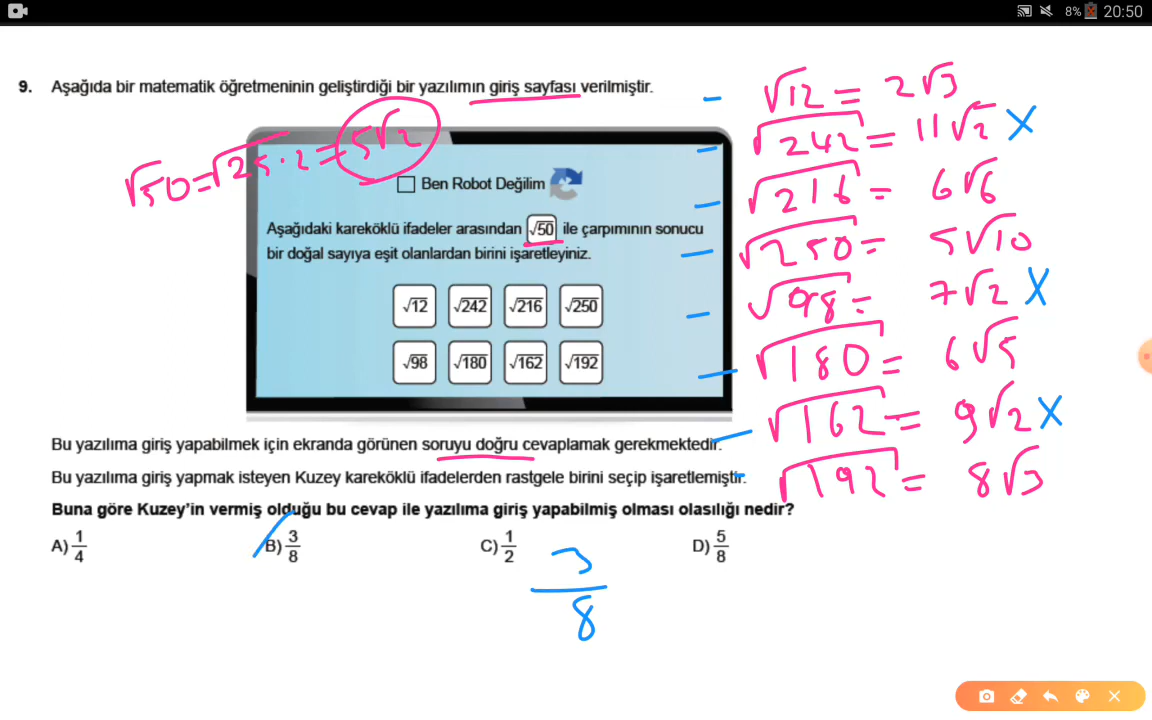 8% 20:50
9. Aşağıda bir matematik öğretmeninin geliştirdiği bir yazılımın giriş sayfası verilmiştir.
√50=√25·2=5√2
Ben Robot Değilim
Aşağıdaki kareköklü ifadeler arasından √50 ile çarpımının sonucu
bir doğal sayıya eşit olanlardan birini işaretleyiniz.
√12 √242 √216 √250
√98 √180 √162 √192
- √12 = 2√3
- √242 = 11√2 X
- √216 = 6√6
- √250 = 5√10
- √98 = 7√2 X
- √180 = 6√5
- √162 = 9√2 X
- √192 = 8√3
Bu yazılıma giriş yapabilmek için ekranda görünen soruyu doğru cevaplamak gerekmektedir.
Bu yazılıma giriş yapmak isteyen Kuzey kareköklü ifadelerden rastgele birini seçip işaretlemiştir.
Buna göre Kuzey'in vermiş olduğu bu cevap ile yazılıma giriş yapabilmiş olması olasılığı nedir?
A) 1/4 B) 3/8 C) 1/2 D) 5/8
3
8